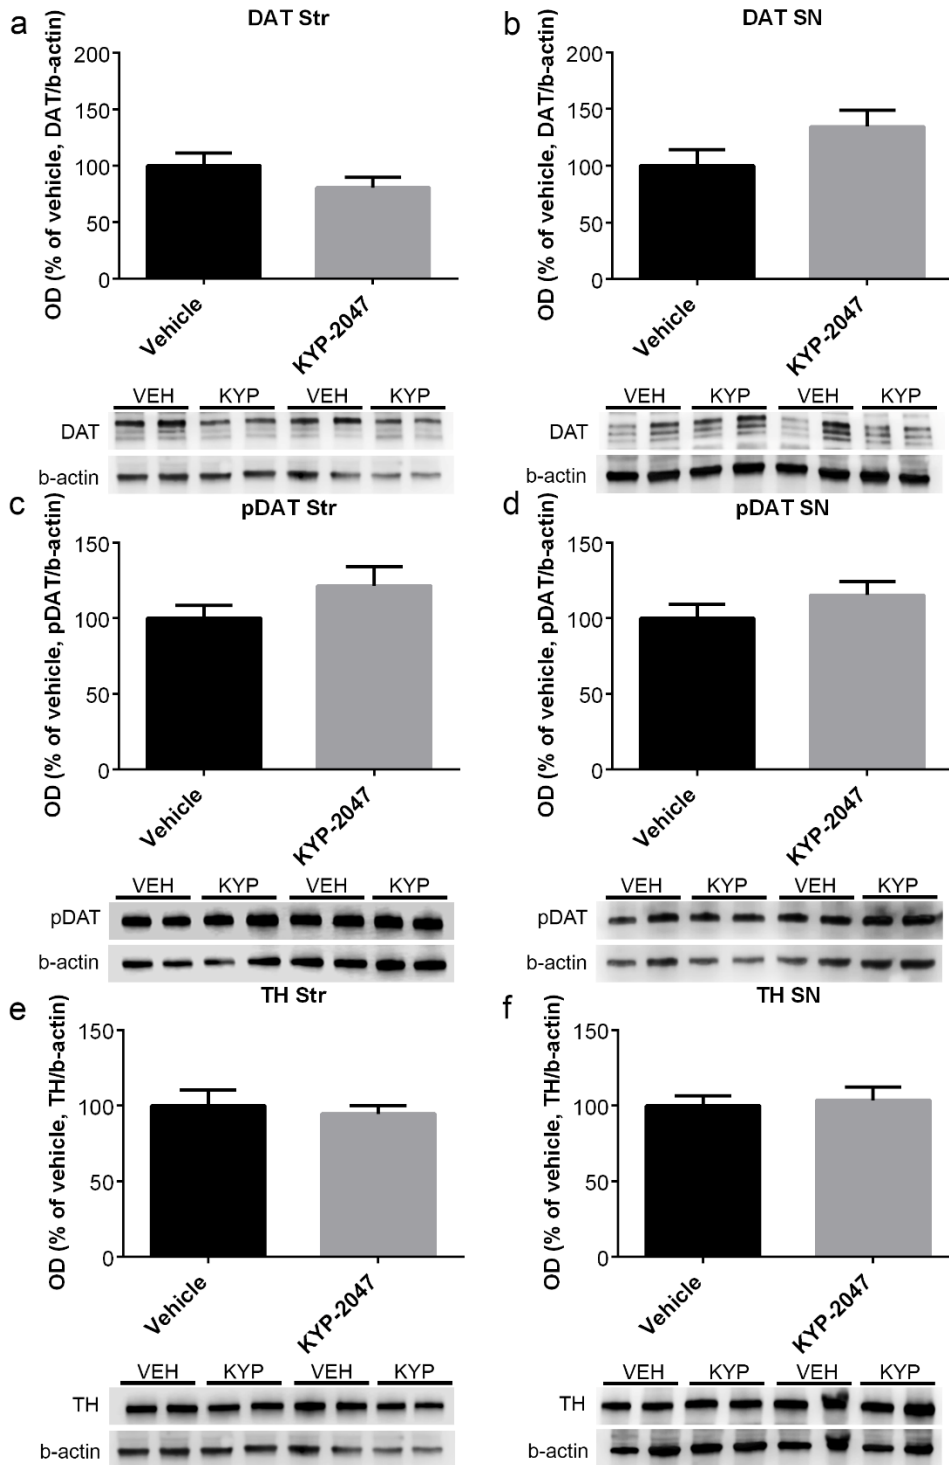 a
DAT Str
OD (% of vehicle, DAT/b-actin)
200
150
100
50
0
Vehicle
KYP-2047
VEH KYP VEH KYP
DAT
b-actin
b
DAT SN
OD (% of vehicle, DAT/b-actin)
200
150
100
50
0
Vehicle
KYP-2047
VEH KYP VEH KYP
DAT
b-actin
c
pDAT Str
OD (% of vehicle, pDAT/b-actin)
150
100
50
0
Vehicle
KYP-2047
VEH KYP VEH KYP
pDAT
b-actin
d
pDAT SN
OD (% of vehicle, pDAT/b-actin)
150
100
50
0
Vehicle
KYP-2047
VEH KYP VEH KYP
pDAT
b-actin
e
TH Str
OD (% of vehicle, TH/b-actin)
150
100
50
0
Vehicle
KYP-2047
VEH KYP VEH KYP
TH
b-actin
f
TH SN
OD (% of vehicle, TH/b-actin)
150
100
50
0
Vehicle
KYP-2047
VEH KYP VEH KYP
TH
b-actin